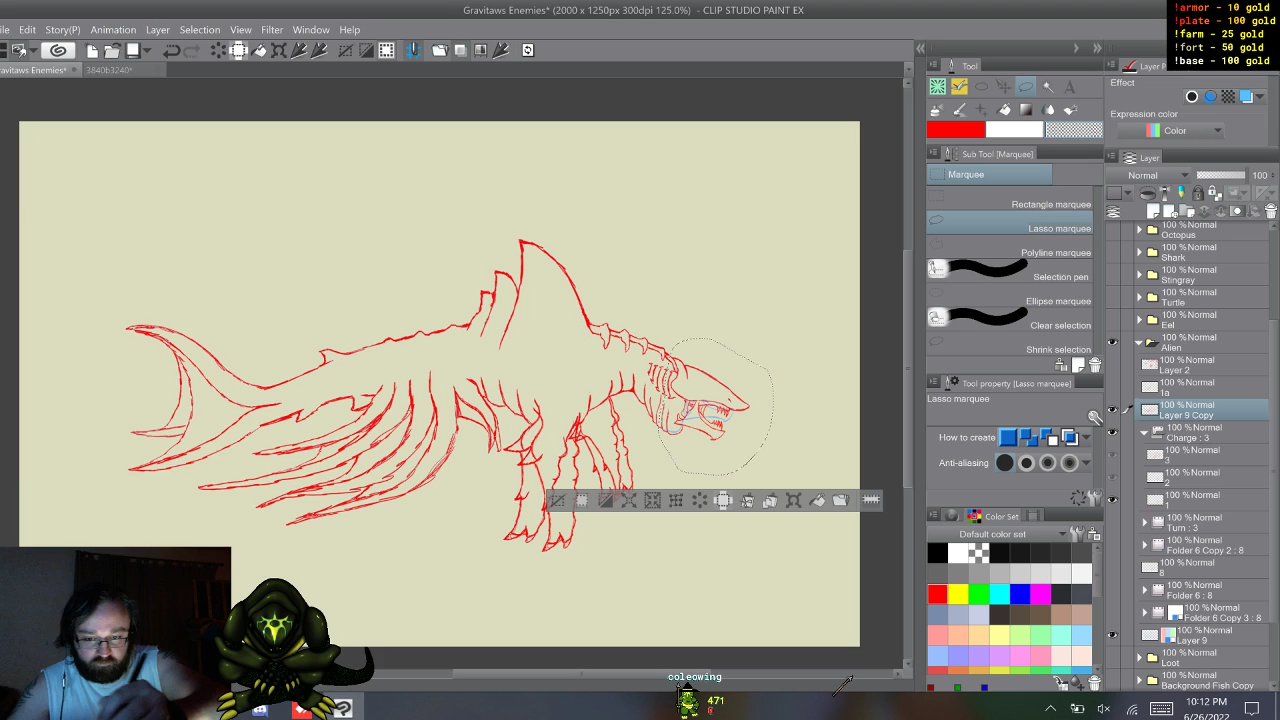 Gravitaws Enemies* (2000 x 1250px 300dpi 125.0%) - CLIP STUDIO PAINT EX
!armor - 10 gold
!plate - 100 gold
!farm - 25 gold
!fort - 50 gold
!base - 100 gold
ile Edit Story(P) Animation Layer Selection View Filter Window Help
ravitaws Enemies* 3840b3240*
Tool
Sub Tool [Marquee]
Marquee
Rectangle marquee
Lasso marquee
Polyline marquee
Selection pen
Ellipse marquee
Clear selection
Shrink selection
Tool property [Lasso marquee]
Lasso marquee
How to create
Anti-aliasing
Color Set
Default color set
Layer P
Effect
Expression color
Color
Layer
Normal 100
100 %Normal
Octopus
100 %Normal
Shark
100 %Normal
Stingray
100 %Normal
Turtle
100 %Normal
Eel
100 %Normal
Alien
100 %Normal
Layer 2
100 %Normal
1a
100 %Normal
Layer 9 Copy
100 %Normal
Charge : 3
100 %Normal
3
100 %Normal
2
100 %Normal
1
100 %Normal
Turn : 3
100 %Normal
Folder 6 Copy 2 : 8
100 %Normal
8
100 %Normal
Folder 6 : 8
100 %Normal
Folder 6 Copy 3 : 8
100 %Normal
Layer 9
100 %Normal
Loot
100 %Normal
Background Fish Copy
coleowing
471
10:12 PM
6/26/2022